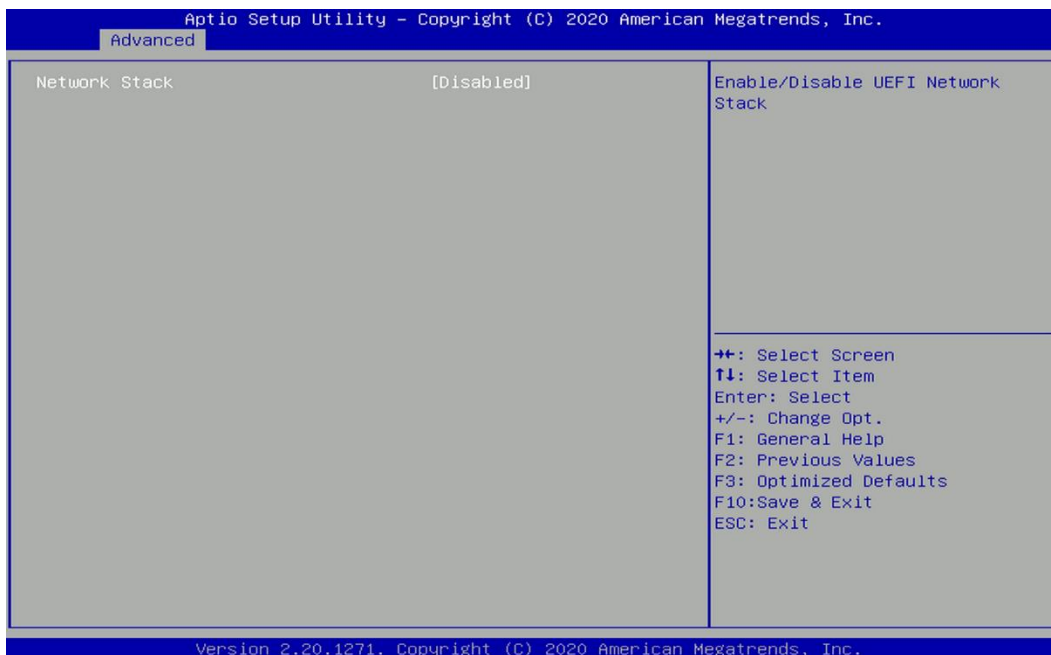 Aptio Setup Utility – Copyright (C) 2020 American Megatrends, Inc.
Advanced
Network Stack [Disabled]
Enable/Disable UEFI Network
Stack
→←: Select Screen
↑↓: Select Item
Enter: Select
+/-: Change Opt.
F1: General Help
F2: Previous Values
F3: Optimized Defaults
F10:Save & Exit
ESC: Exit
Version 2.20.1271. Copyright (C) 2020 American Megatrends, Inc.